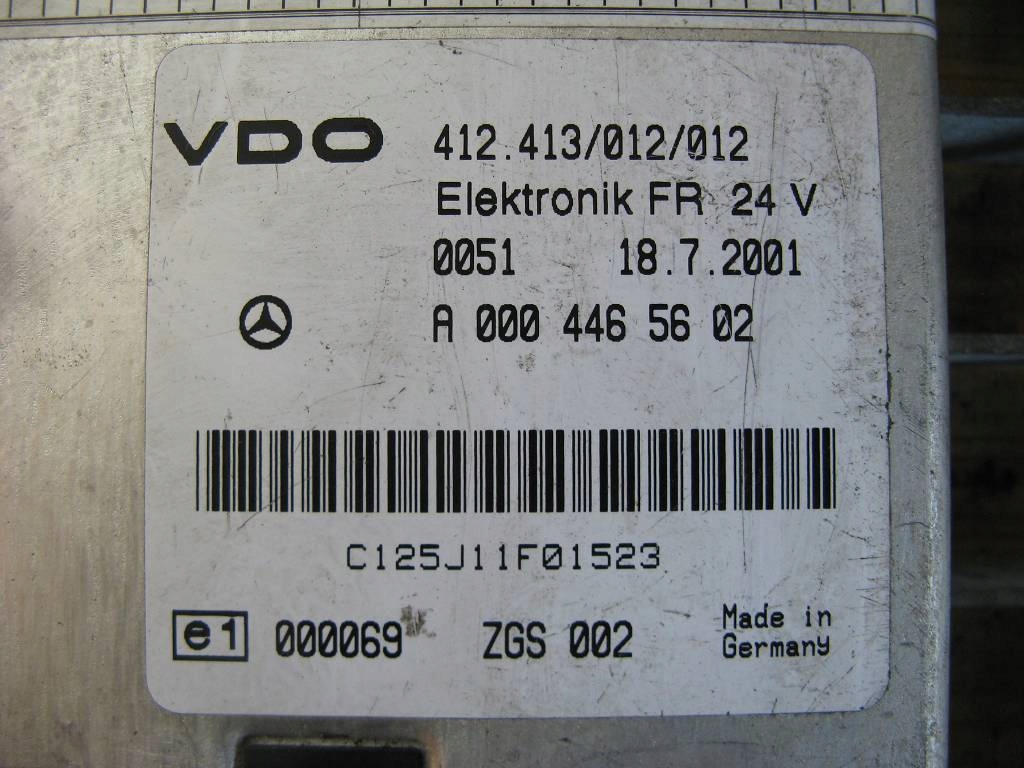 VDO 412.413/012/012
Elektronik FR 24 V
0051 18.7.2001
A 000 446 56 02
C125J11F01523
e1 000069 ZGS 002 Made in
Germany